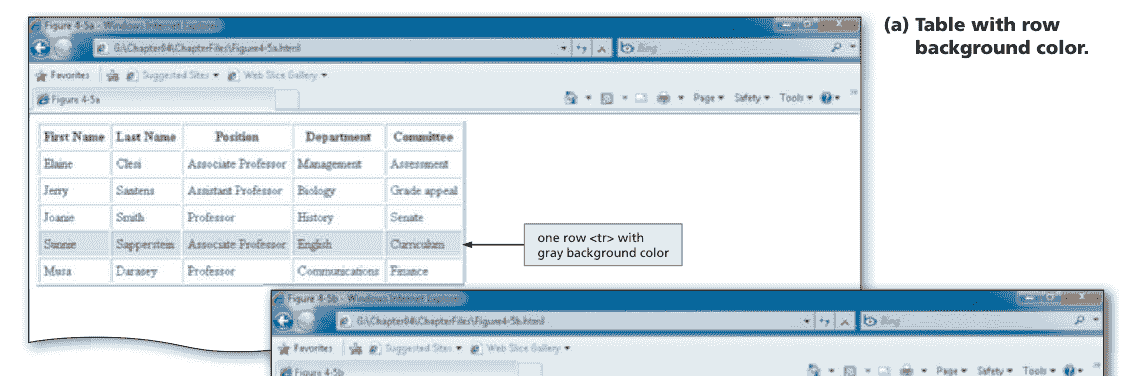 Figure 4-5a - Windows Internet Explorer
(a) Table with row
background color.
G:\Chapter04\ChapterFiles\Figure4-5a.html
Bing
Favorites Suggested Sites Web Slice Gallery
Figure 4-5a Page Safety Tools
First Name Last Name Position Department Committee
Elaine Clesi Associate Professor Management Assessment
Jerry Santens Assistant Professor Biology Grade appeal
Joanie Smith Professor History Senate
Sunnie Sapperstein Associate Professor English Curriculum
Musa Darasey Professor Communications Finance
one row <tr> with
gray background color
Figure 4-5b - Windows
G:\Chapter04\ChapterFiles\Figure4-5b.html
Bing
Favorites Suggested Sites Web Slice Gallery
Figure 4-5b Page Safety Tools